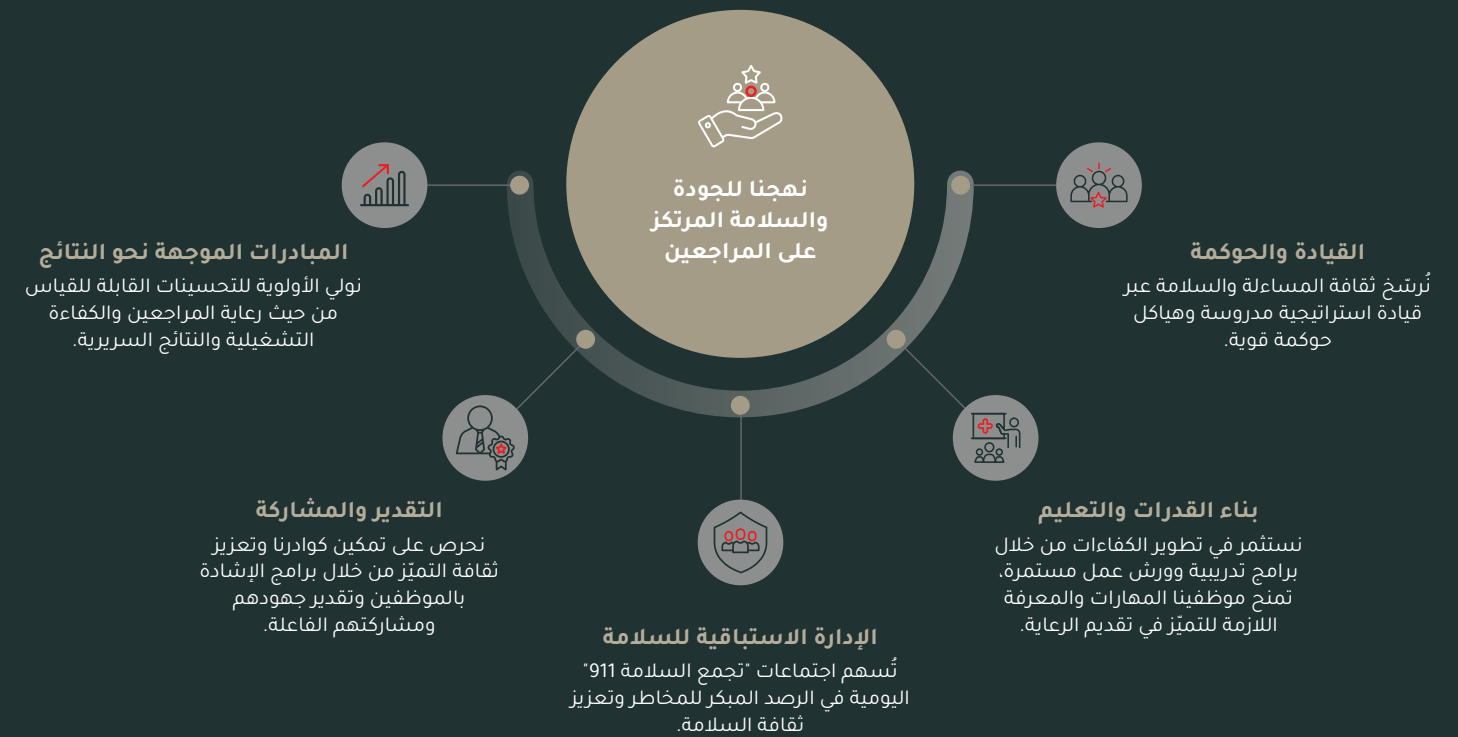 نهجنا للجودة
والسلامة المرتكز
على المراجعين
القيادة والحوكمة
نُرسّخ ثقافة المساءلة والسلامة عبر
قيادة استراتيجية مدروسة وهياكل
حوكمة قوية.
بناء القدرات والتعليم
نستثمر في تطوير الكفاءات من خلال
برامج تدريبية وورش عمل مستمرة،
تمنح موظفينا المهارات والمعرفة
اللازمة للتميّز في تقديم الرعاية.
الإدارة الاستباقية للسلامة
تُسهم اجتماعات "تجمع السلامة 911"
اليومية في الرصد المبكر للمخاطر وتعزيز
ثقافة السلامة.
التقدير والمشاركة
نحرص على تمكين كوادرنا وتعزيز
ثقافة التميّز من خلال برامج الإشادة
بالموظفين وتقدير جهودهم
ومشاركتهم الفاعلة.
المبادرات الموجهة نحو النتائج
نولي الأولوية للتحسينات القابلة للقياس
من حيث رعاية المراجعين والكفاءة
التشغيلية والنتائج السريرية.